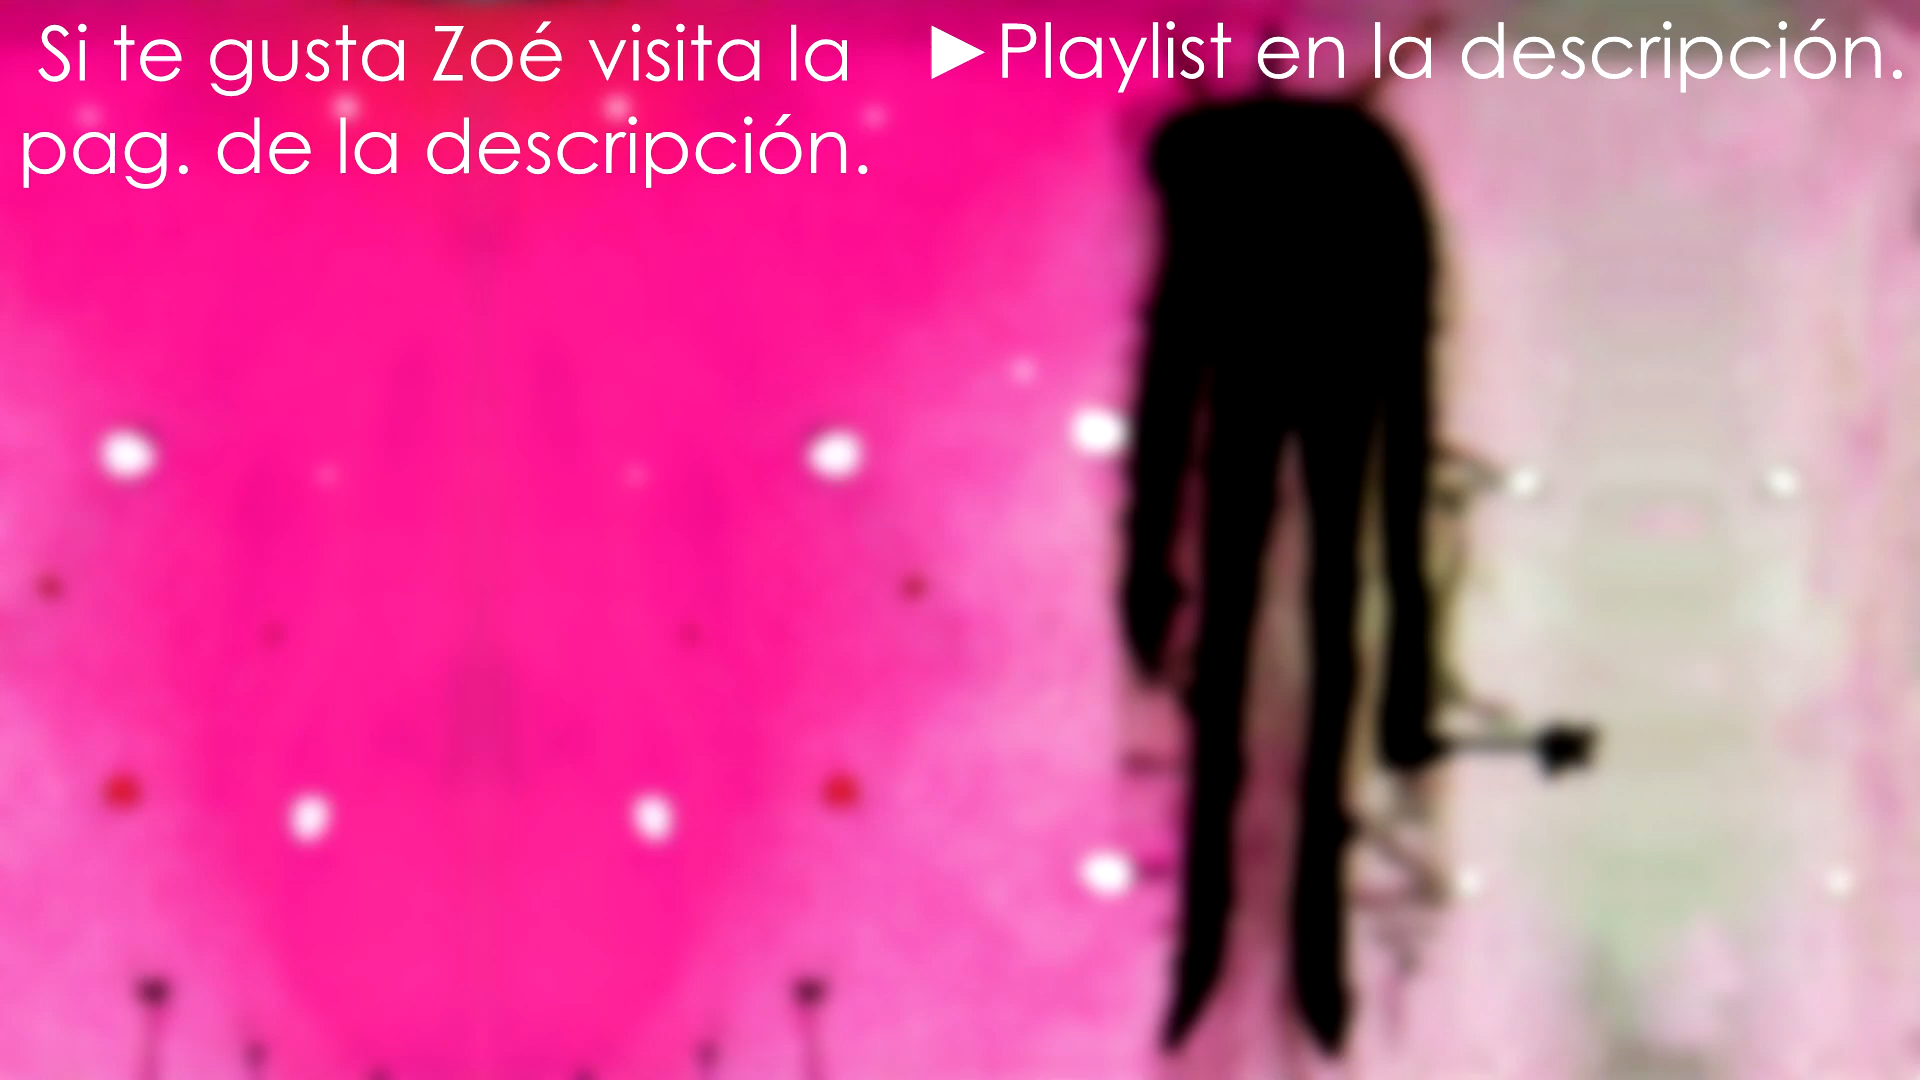 Si te gusta Zoé visita la
pag. de la descripción.
►Playlist en la descripción.